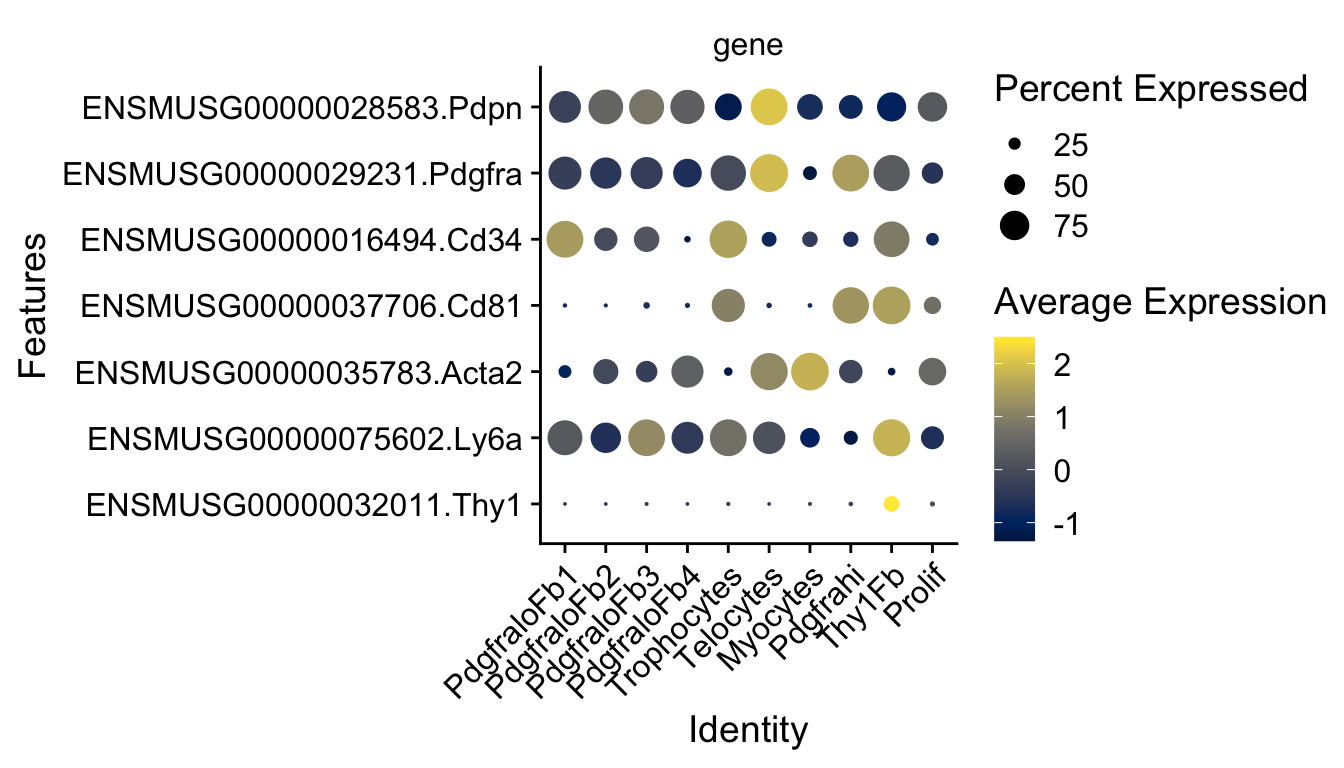 gene
ENSMUSG00000028583.Pdpn
ENSMUSG00000029231.Pdgfra
ENSMUSG00000016494.Cd34
ENSMUSG00000037706.Cd81
ENSMUSG00000035783.Acta2
ENSMUSG00000075602.Ly6a
ENSMUSG00000032011.Thy1
Features
PdgfraloFb1
PdgfraloFb2
PdgfraloFb3
PdgfraloFb4
Trophocytes
Telocytes
Myocytes
Pdgfrahi
Thy1Fb
Prolif
Identity
Percent Expressed
25
50
75
Average Expression
2
1
0
-1